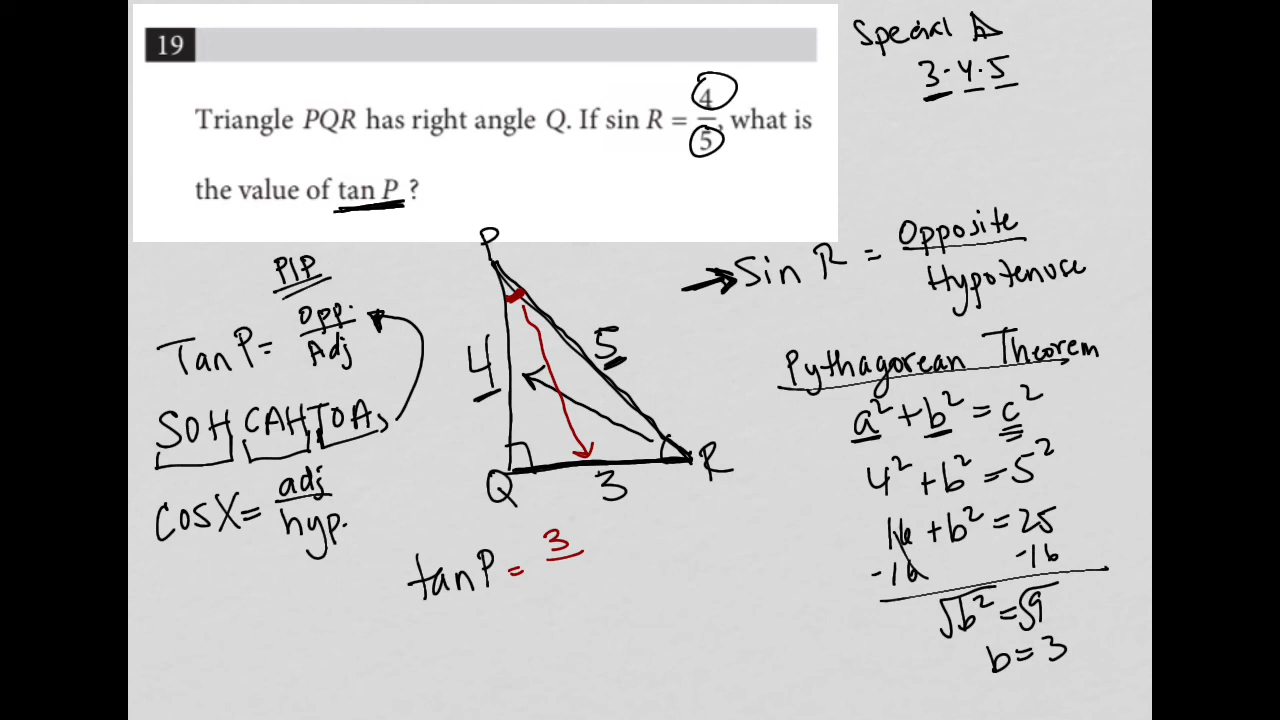 19
Triangle PQR has right angle Q. If sin R = 4/5, what is
the value of tan P ?
Special
3-4-5
Sin R = Opposite
Hypotenuse
Pythagorean Theorem
a² + b² = c²
4² + b² = 5²
16 + b² = 25
-16 -16
√b² = √9
b = 3
P
4
5
Q
3
R
Tan P = Opp.
Adj
SOH CAH TOA
Cos X = adj
hyp.
tan P = 3